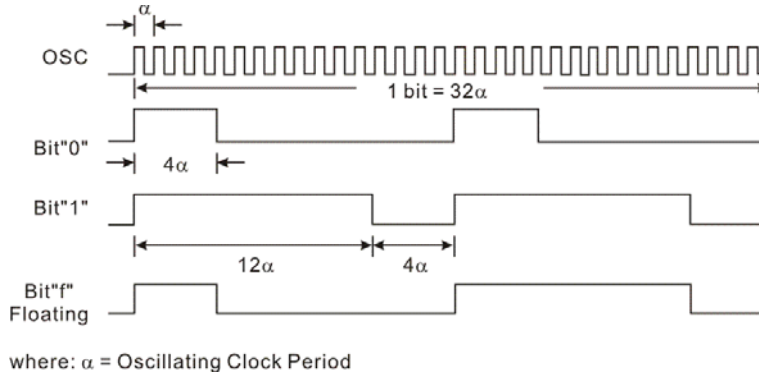 α
OSC
1 bit = 32α
Bit"0"
4α
Bit"1"
12α
4α
Bit"f"
Floating
where: α = Oscillating Clock Period